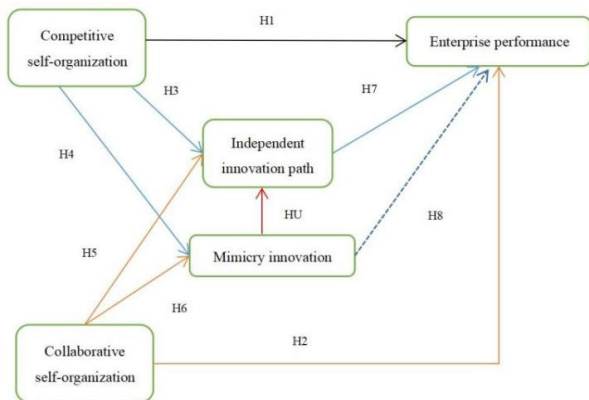 Competitive
self-organization
H1
Enterprise performance
H3
H7
Independent
innovation path
H4
HU
H8
H5
Mimicry innovation
H6
H2
Collaborative
self-organization